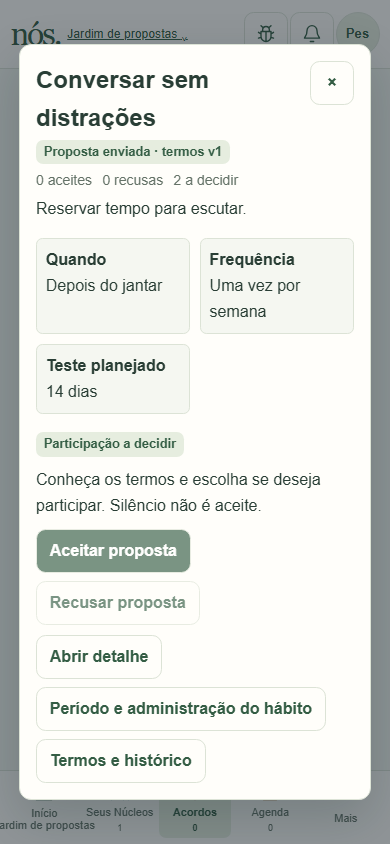 nós.
Jardim de propostas
Pes
Conversar sem
distrações
×
Proposta enviada · termos v1
0 aceites 0 recusas 2 a decidir
Reservar tempo para escutar.
Quando
Depois do jantar
Frequência
Uma vez por
semana
Teste planejado
14 dias
Participação a decidir
Conheça os termos e escolha se deseja
participar. Silêncio não é aceite.
Aceitar proposta
Recusar proposta
Abrir detalhe
Período e administração do hábito
Termos e histórico
Início
ardim de propostas
Seus Núcleos
1
Acordos
0
Agenda
0
Mais